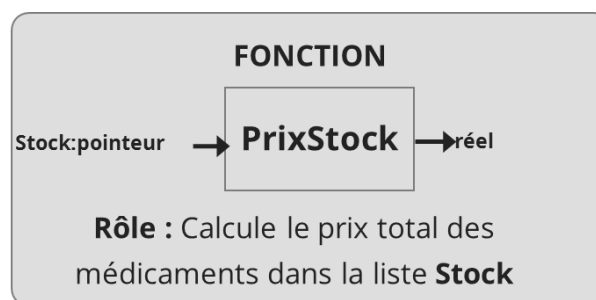 FONCTION
Stock:pointeur PrixStock réel
Rôle : Calcule le prix total des
médicaments dans la liste Stock